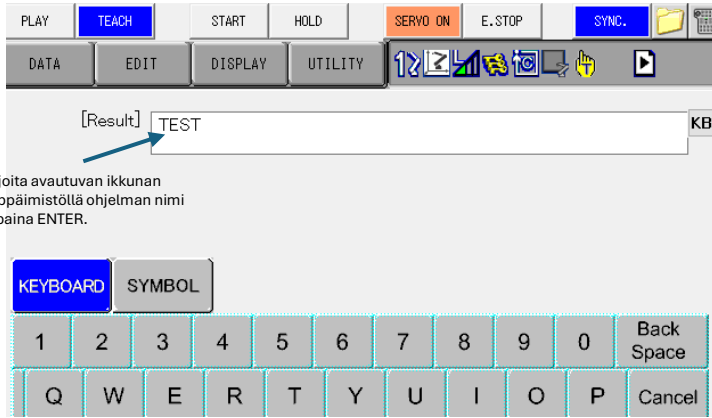 PLAY TEACH START HOLD SERVO ON E.STOP SYNC.
DATA EDIT DISPLAY UTILITY
[Result] TEST KB
joita avautuvan ikkunan
ppäimistöllä ohjelman nimi
paina ENTER.
KEYBOARD SYMBOL
1 2 3 4 5 6 7 8 9 0 Back Space
Q W E R T Y U I O P Cancel